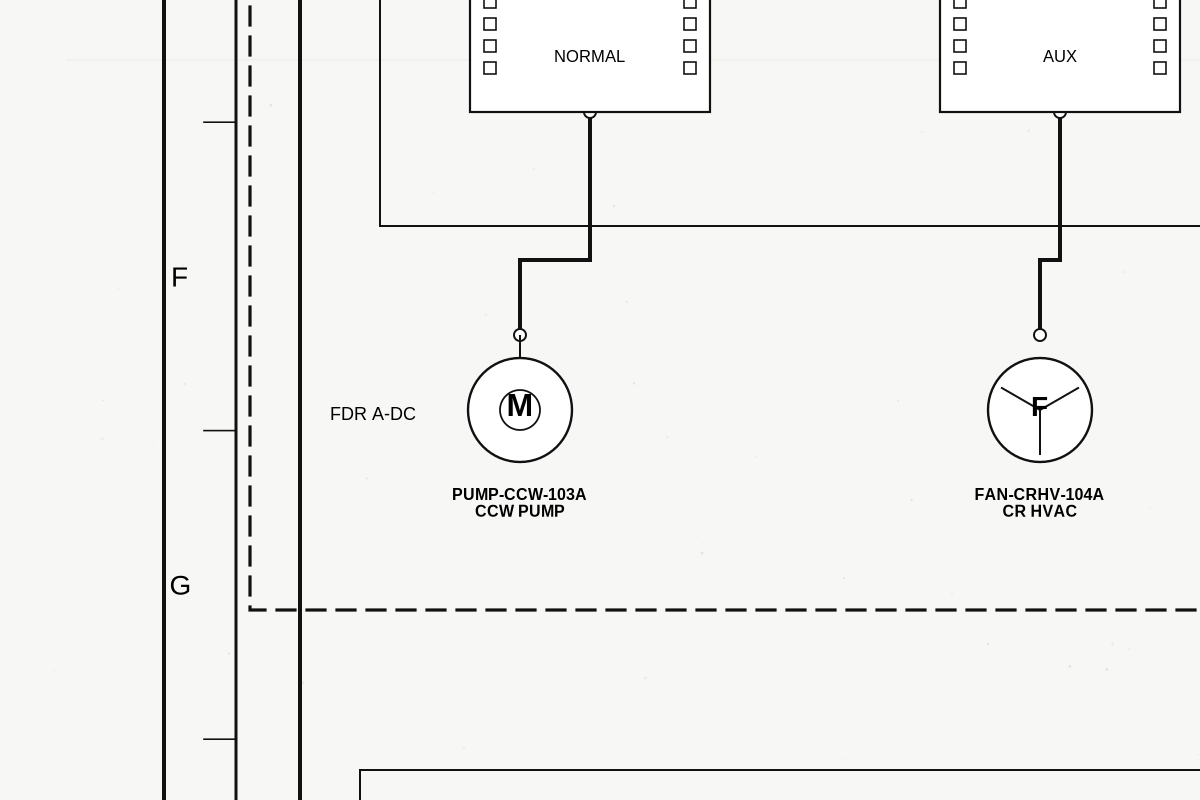 NORMAL
AUX
F
M
F
FDR A-DC
PUMP-CCW-103A
CCW PUMP
FAN-CRHV-104A
CR HVAC
G